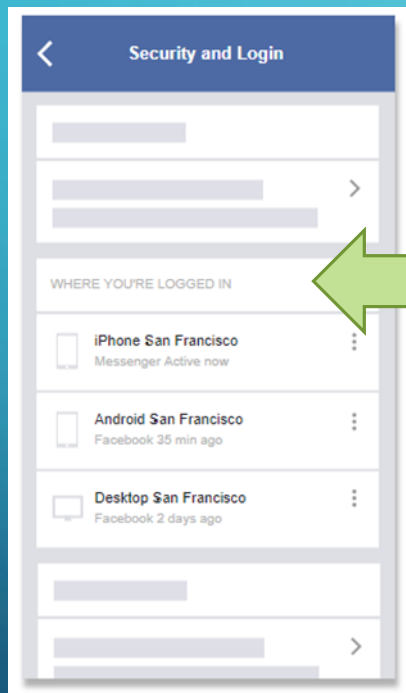 Security and Login
WHERE YOU'RE LOGGED IN
iPhone San Francisco
Messenger Active now
Android San Francisco
Facebook 35 min ago
Desktop San Francisco
Facebook 2 days ago